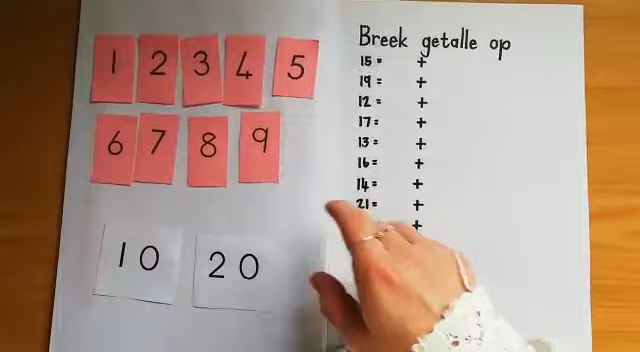 1 2 3 4 5
6 7 8 9
10 20
Breek getalle op
15 = +
19 = +
12 = +
17 = +
13 = +
16 = +
14 = +
21 = +
+